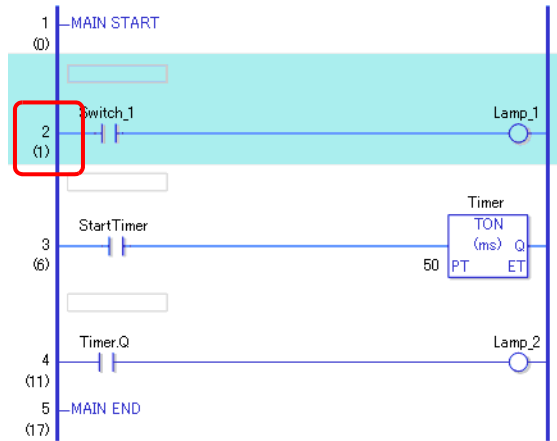 1 MAIN START
(0)
Switch_1 Lamp_1
2
(1)
Timer
StartTimer TON
3 (ms) Q
(6) 50 PT ET
Timer.Q Lamp_2
4
(11)
5 MAIN END
(17)